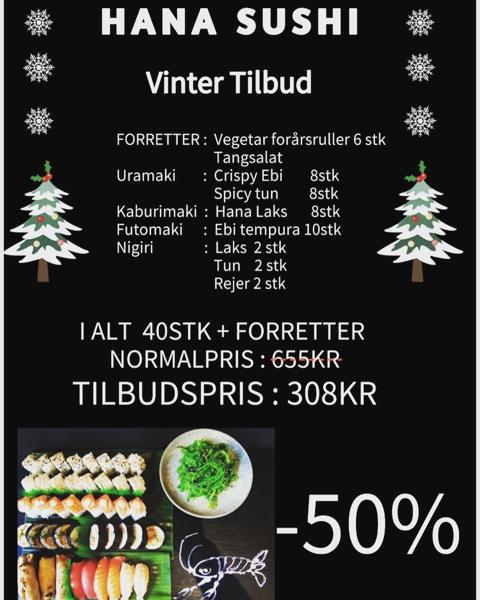 HANA SUSHI
Vinter Tilbud
FORRETTER : Vegetar forårsruller 6 stk
Tangsalat
Uramaki : Crispy Ebi 8stk
Spicy tun 8stk
Kaburimaki : Hana Laks 8stk
Futomaki : Ebi tempura 10stk
Nigiri : Laks 2 stk
Tun 2 stk
Rejer 2 stk
I ALT 40STK + FORRETTER
NORMALPRIS : 655KR
TILBUDSPRIS : 308KR
-50%